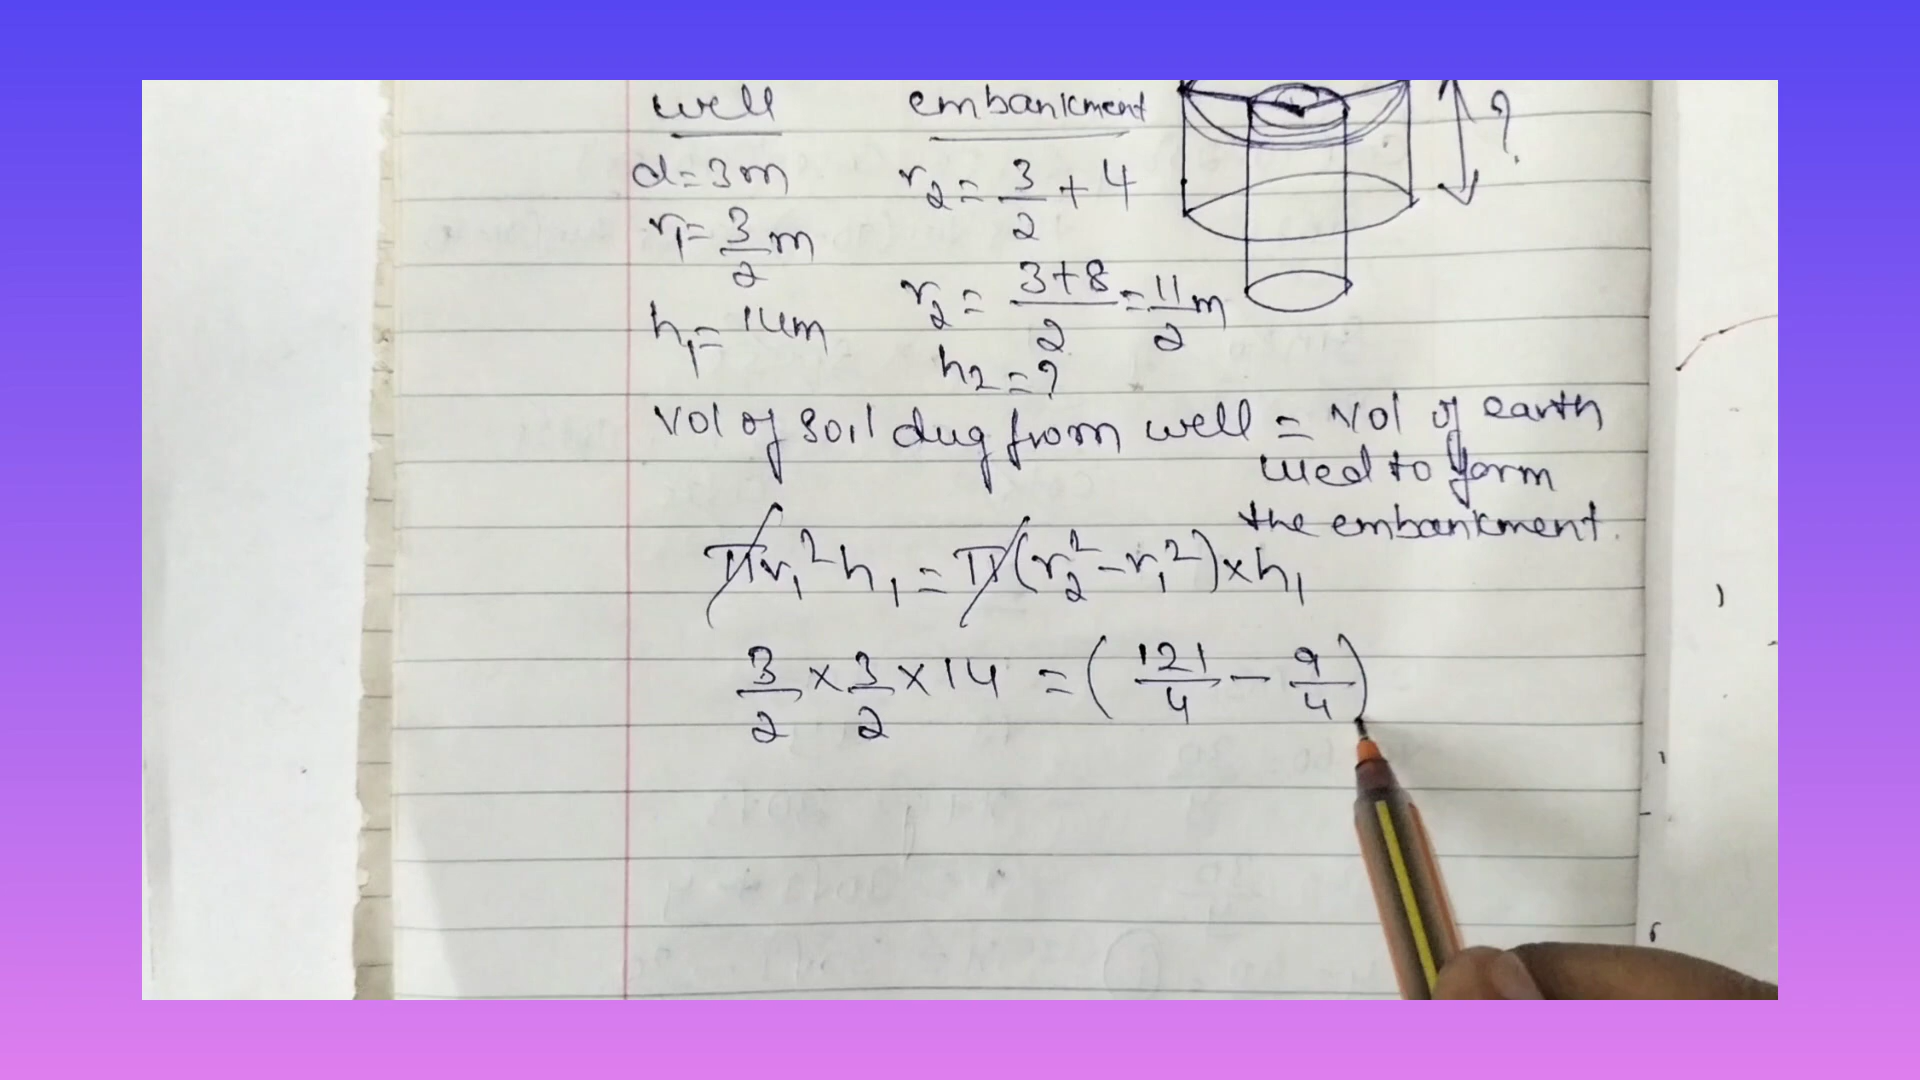 well
d=3m
r₁=3/2 m
h₁=14m
embankment
r₂=3/2+4
r₂=(3+8)/2=11/2 m
h₂=?
?
Vol of soil dug from well = Vol of earth
used to form
the embankment.
πr₁²h₁=π(r₂²-r₁²)×h₁
3/2×3/2×14=(121/4-9/4)